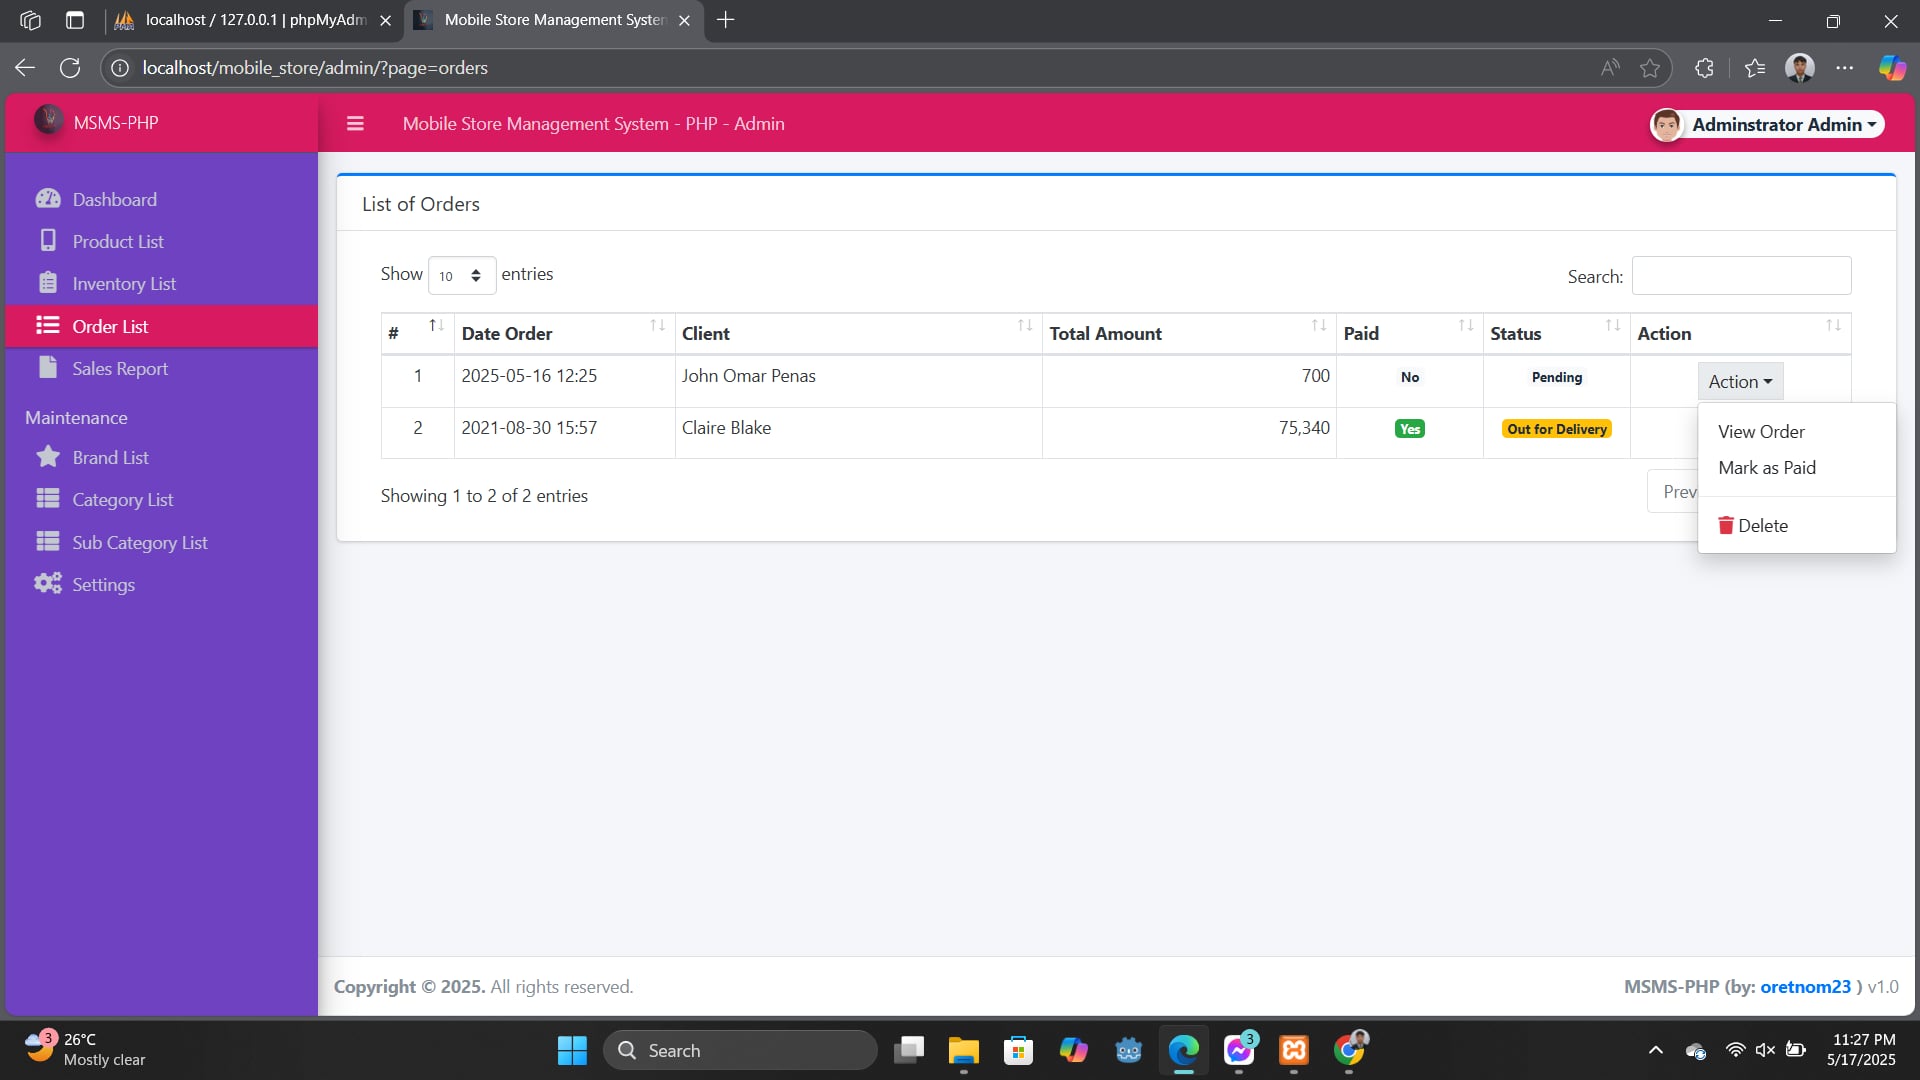 localhost / 127.0.0.1 | phpMyAdm
Mobile Store Management System
localhost/mobile_store/admin/?page=orders
MSMS-PHP
Mobile Store Management System - PHP - Admin
Adminstrator Admin
Dashboard
Product List
Inventory List
Order List
Sales Report
Maintenance
Brand List
Category List
Sub Category List
Settings
List of Orders
Show 10 entries
Search:
# Date Order Client Total Amount Paid Status Action
1 2025-05-16 12:25 John Omar Penas 700 No Pending Action
2 2021-08-30 15:57 Claire Blake 75,340 Yes Out for Delivery
View Order
Mark as Paid
Delete
Showing 1 to 2 of 2 entries
Prev
Copyright © 2025. All rights reserved.
MSMS-PHP (by: oretnom23 ) v1.0
3
26°C
Mostly clear
Search
3
11:27 PM
5/17/2025